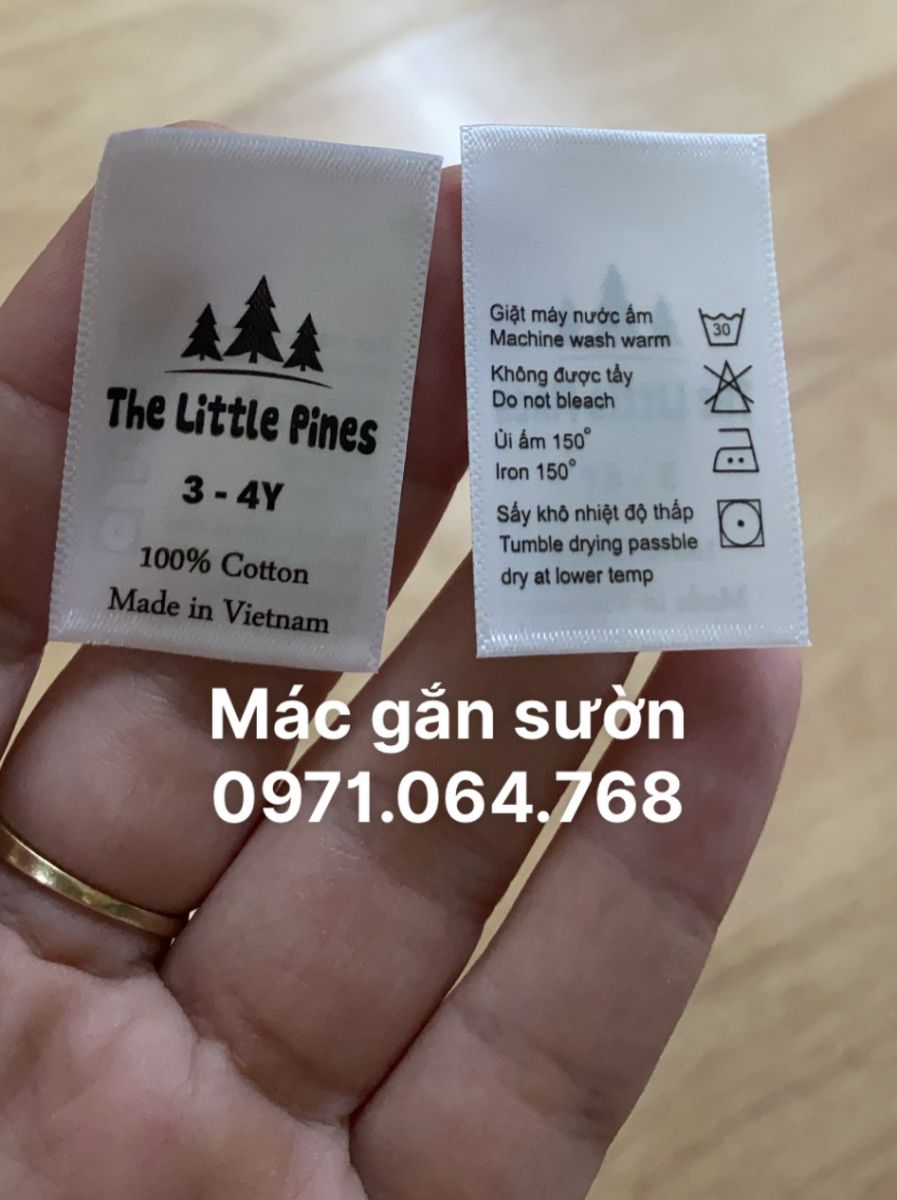 The Little Pines
3 - 4Y
100% Cotton
Made in Vietnam
Giặt máy nước ấm
Machine wash warm
30
Không được tẩy
Do not bleach
Ủi ấm 150°
Iron 150°
Sấy khô nhiệt độ thấp
Tumble drying passble
dry at lower temp
Mác gắn sườn
0971.064.768